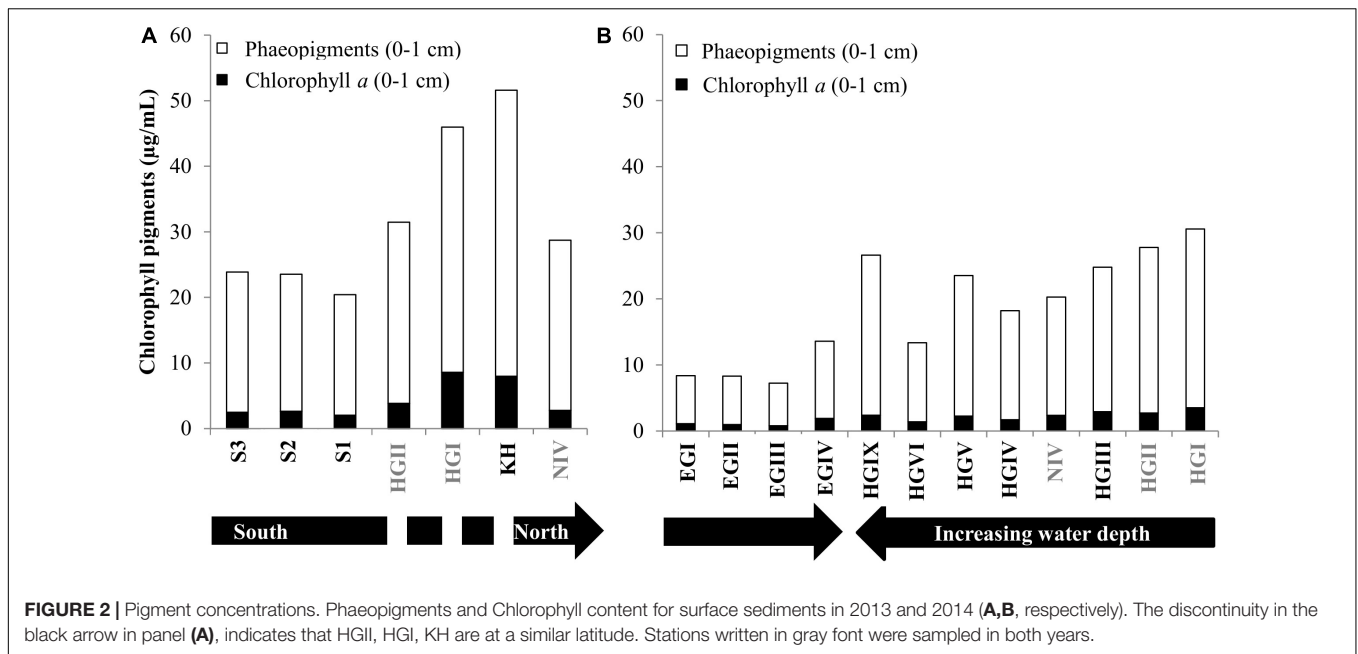 A
60
50
40
30
20
10
0
Chlorophyll pigments (µg/mL)
Phaeopigments (0-1 cm)
Chlorophyll a (0-1 cm)
S3
S2
S1
HGII
HGI
KH
NIV
South
North
B
60
50
40
30
20
10
0
Phaeopigments (0-1 cm)
Chlorophyll a (0-1 cm)
EGI
EGII
EGIII
EGIV
HGIX
HGVI
HGV
HGIV
NIV
HGIII
HGII
HGI
Increasing water depth
FIGURE 2 | Pigment concentrations. Phaeopigments and Chlorophyll content for surface sediments in 2013 and 2014 (A,B, respectively). The discontinuity in the
black arrow in panel (A), indicates that HGII, HGI, KH are at a similar latitude. Stations written in gray font were sampled in both years.